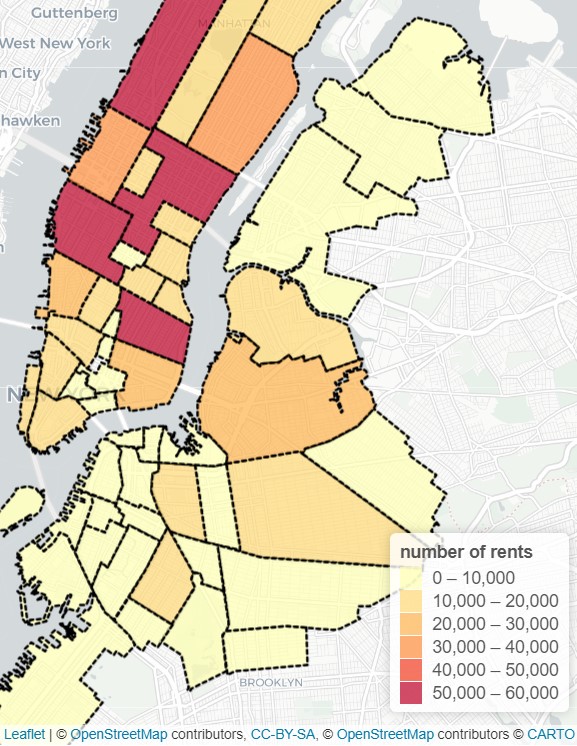 Guttenberg
West New York
n City
hawken
MANHATTAN
NEW YORK
BROOKLYN
number of rents
0 – 10,000
10,000 – 20,000
20,000 – 30,000
30,000 – 40,000
40,000 – 50,000
50,000 – 60,000
Leaflet | © OpenStreetMap contributors, CC-BY-SA, © OpenStreetMap contributors © CARTO